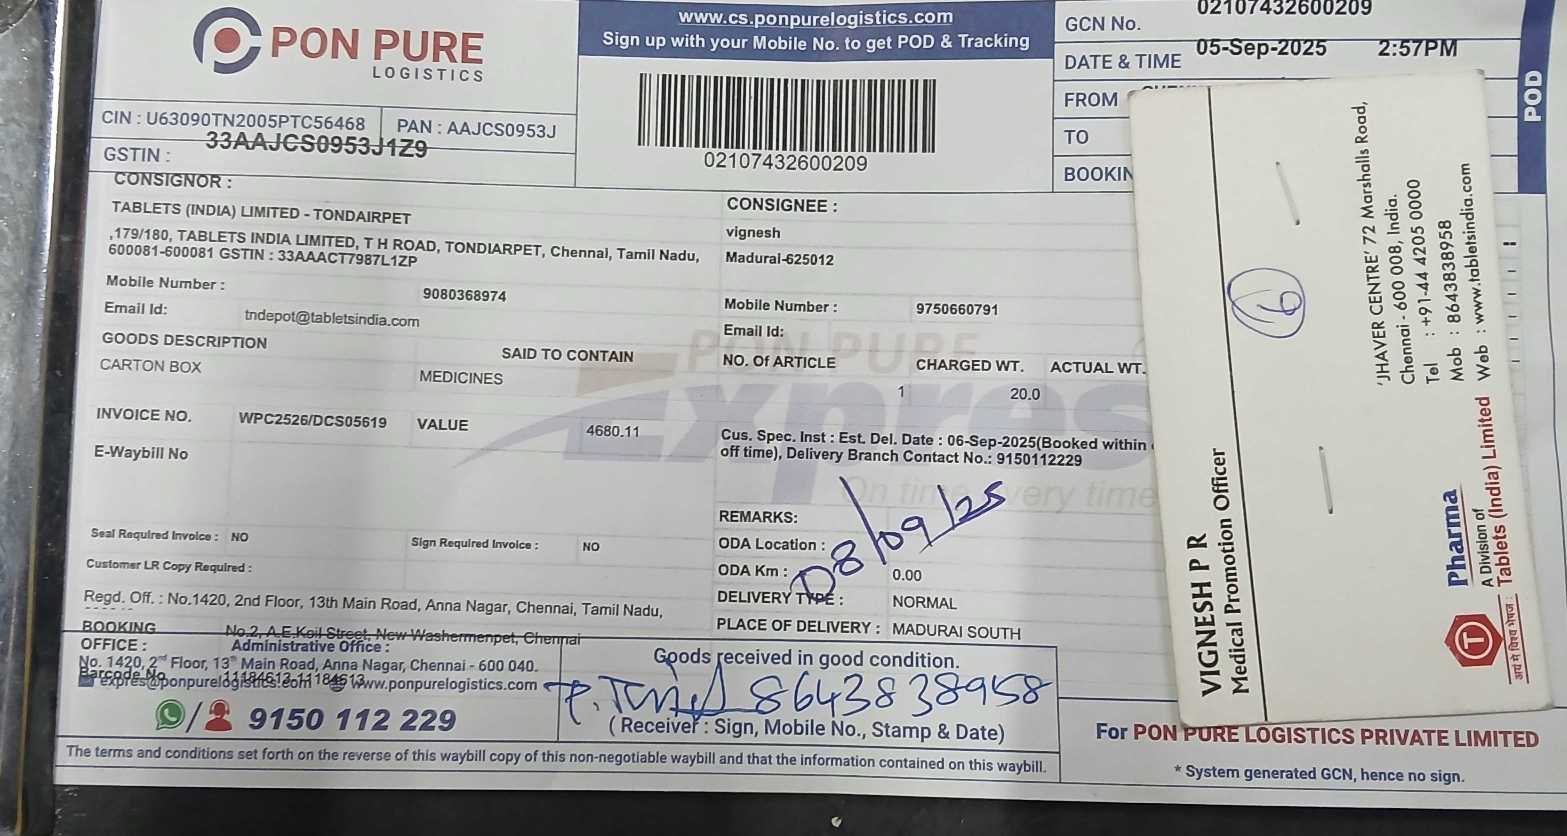 PON PURE
LOGISTICS
www.cs.ponpurelogistics.com
Sign up with your Mobile No. to get POD & Tracking
02107432600209
GCN No. 02107432600209
DATE & TIME 05-Sep-2025 2:57PM
FROM
TO
BOOKIN
POD
CIN : U63090TN2005PTC56468 PAN : AAJCS0953J
GSTIN : 33AAJCS0953J1Z9
CONSIGNOR :
TABLETS (INDIA) LIMITED - TONDAIRPET
,179/180, TABLETS INDIA LIMITED, T H ROAD, TONDIARPET, Chennai, Tamil Nadu,
600081-600081 GSTIN : 33AAACT7987L1ZP
Mobile Number : 9080368974
Email Id: tndepot@tabletsindia.com
CONSIGNEE :
vignesh
Madurai-625012
Mobile Number : 9750660791
Email Id:
GOODS DESCRIPTION SAID TO CONTAIN
CARTON BOX MEDICINES
NO. Of ARTICLE CHARGED WT. ACTUAL WT.
1 20.0
INVOICE NO. WPC2526/DCS05619 VALUE 4680.11
E-Waybill No
PON PURE
Expres
On time every time
Cus. Spec. Inst : Est. Del. Date : 06-Sep-2025(Booked within
off time), Delivery Branch Contact No.: 9150112229
Seal Required Invoice : NO Sign Required Invoice : NO
Customer LR Copy Required :
REMARKS:
ODA Location :
ODA Km : 0.00
DELIVERY TYPE : NORMAL
PLACE OF DELIVERY : MADURAI SOUTH
08/09/25
Regd. Off. : No.1420, 2nd Floor, 13th Main Road, Anna Nagar, Chennai, Tamil Nadu,
BOOKING OFFICE : No.2, A.E.Koil Street, New Washermenpet, Chennai
Administrative Office :
No. 1420, 2nd Floor, 13th Main Road, Anna Nagar, Chennai - 600 040.
Barcode No 11184613-11184613
expres@ponpurelogistics.com www.ponpurelogistics.com
9150 112 229
Goods received in good condition.
8643838958
( Receiver : Sign, Mobile No., Stamp & Date)
The terms and conditions set forth on the reverse of this waybill copy of this non-negotiable waybill and that the information contained on this waybill.
For PON PURE LOGISTICS PRIVATE LIMITED
* System generated GCN, hence no sign.
VIGNESH P R
Medical Promotion Officer
'JHAVER CENTRE' 72 Marshalls Road,
Chennai - 600 008, India.
Tel : +91-44 4205 0000
Mob : 8643838958
Web : www.tabletsindia.com
T
Pharma
A Division of
Tablets (India) Limited